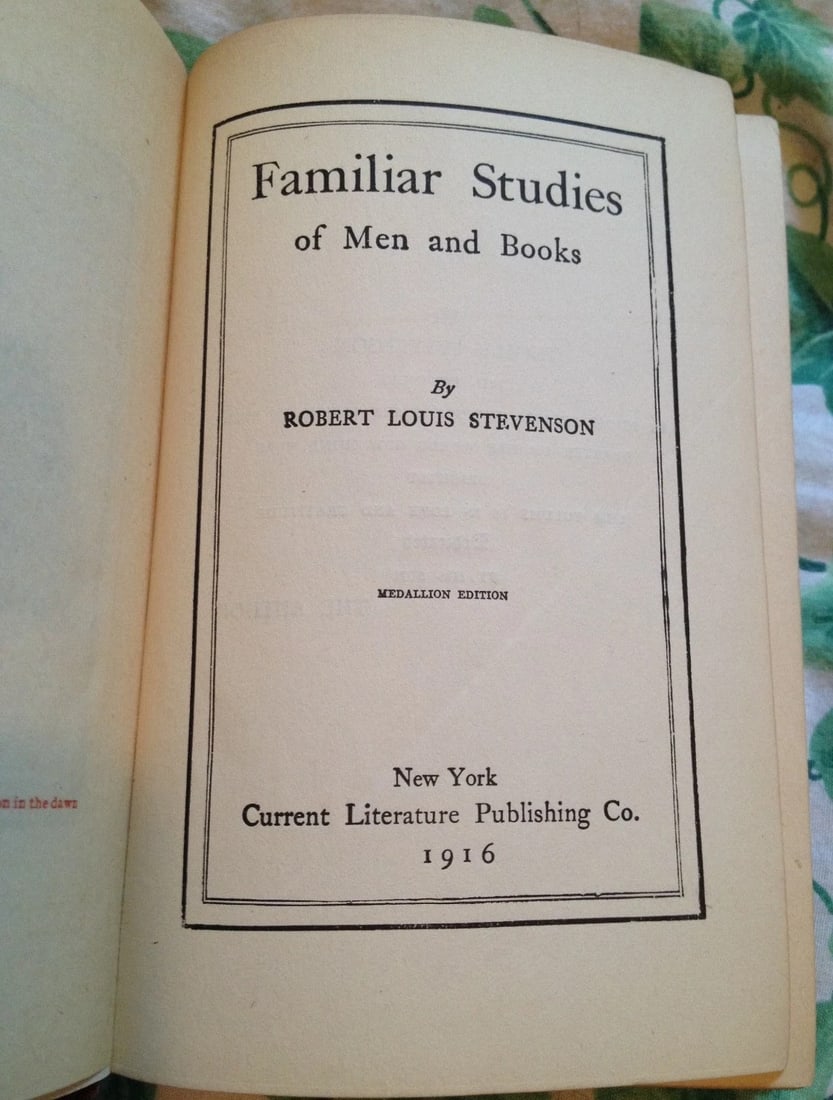 on in the dawn
Familiar Studies
of Men and Books
By
ROBERT LOUIS STEVENSON
MEDALLION EDITION
New York
Current Literature Publishing Co.
1916